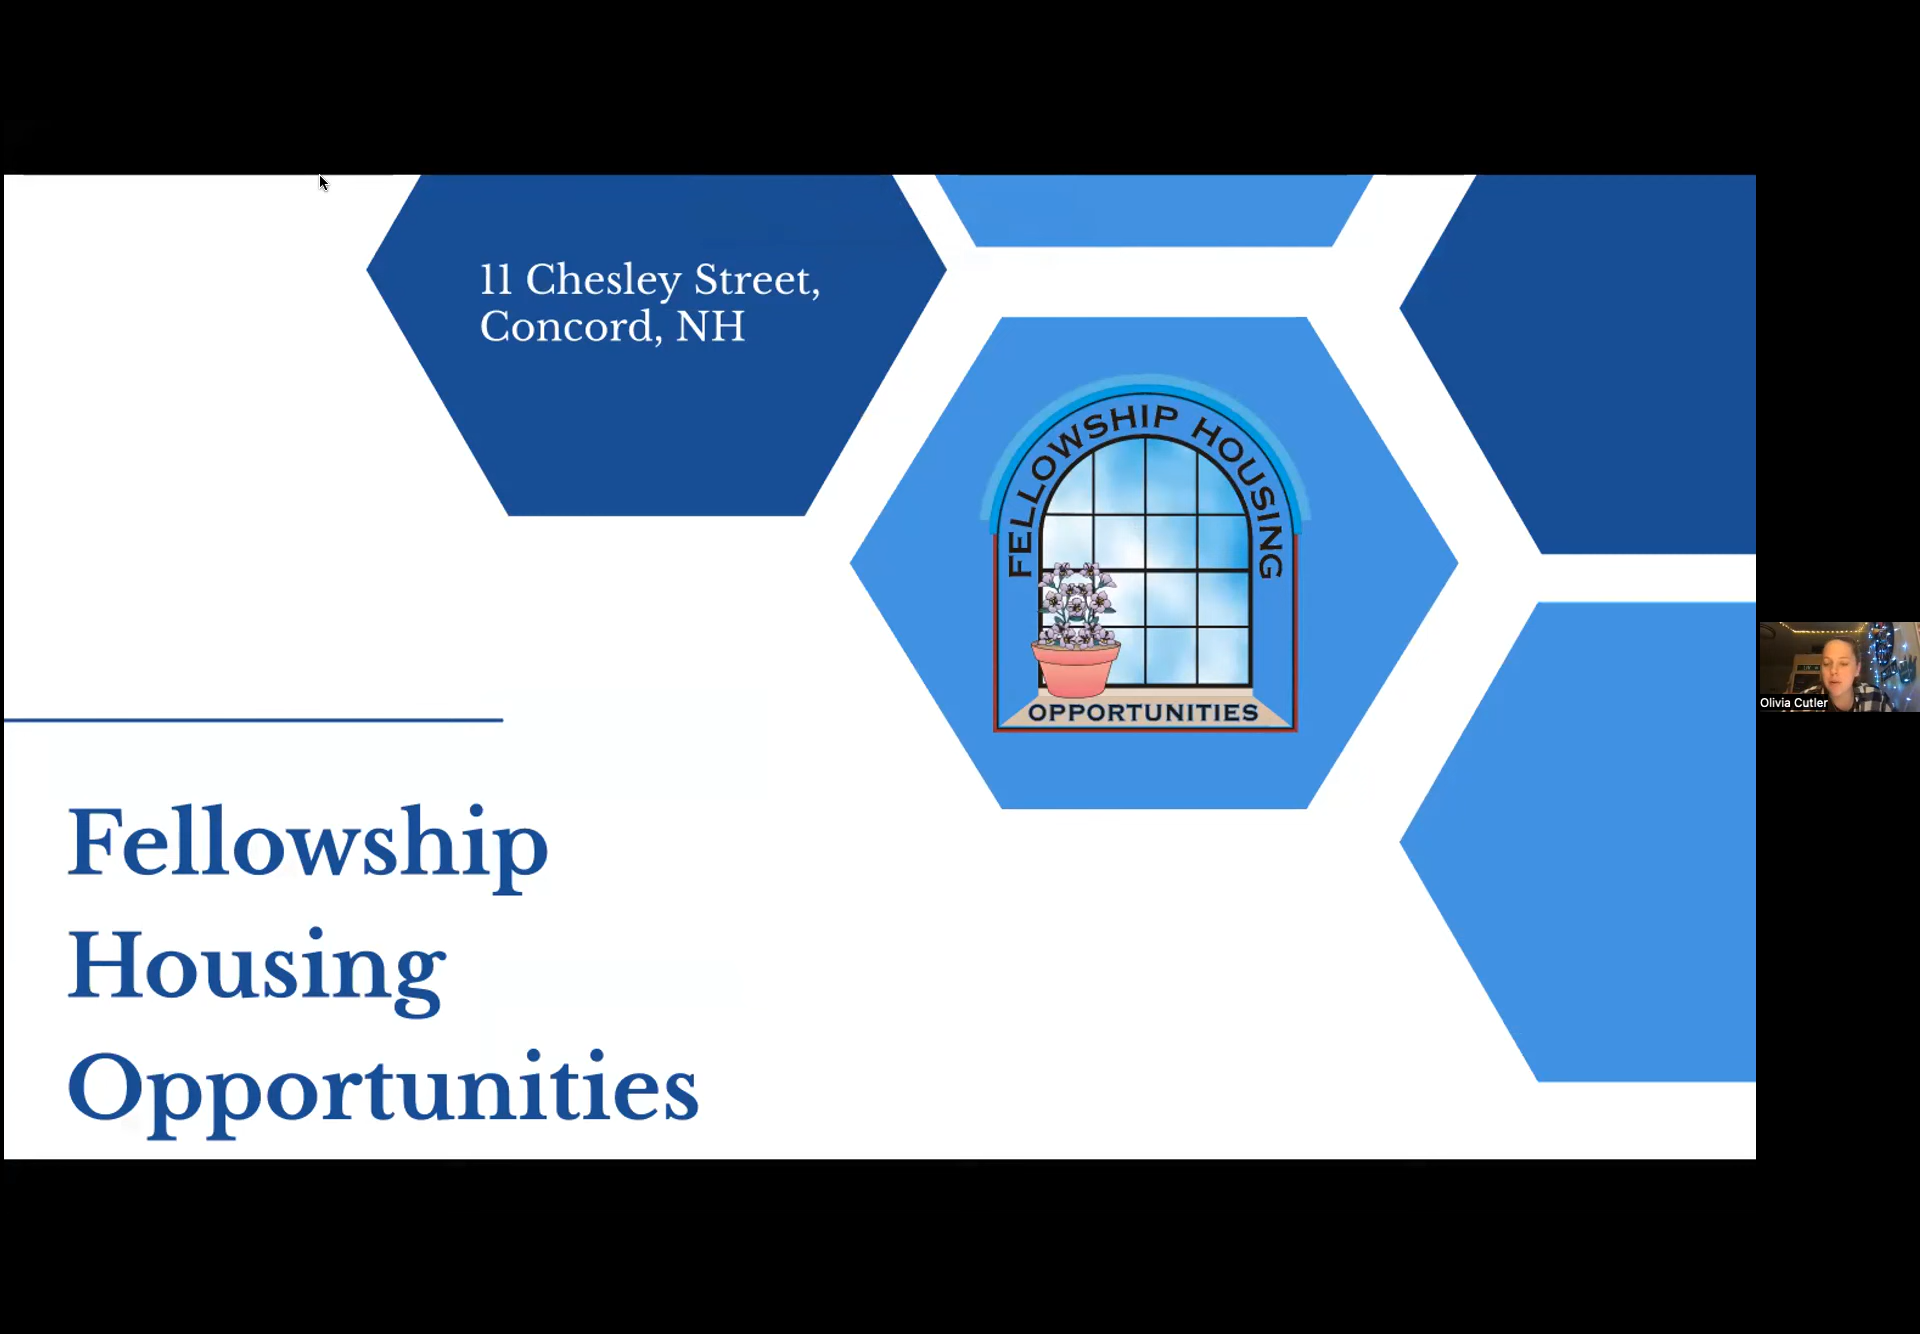 11 Chesley Street,
Concord, NH
FELLOWSHIP HOUSING
OPPORTUNITIES
Olivia Cutler
Fellowship
Housing
Opportunities